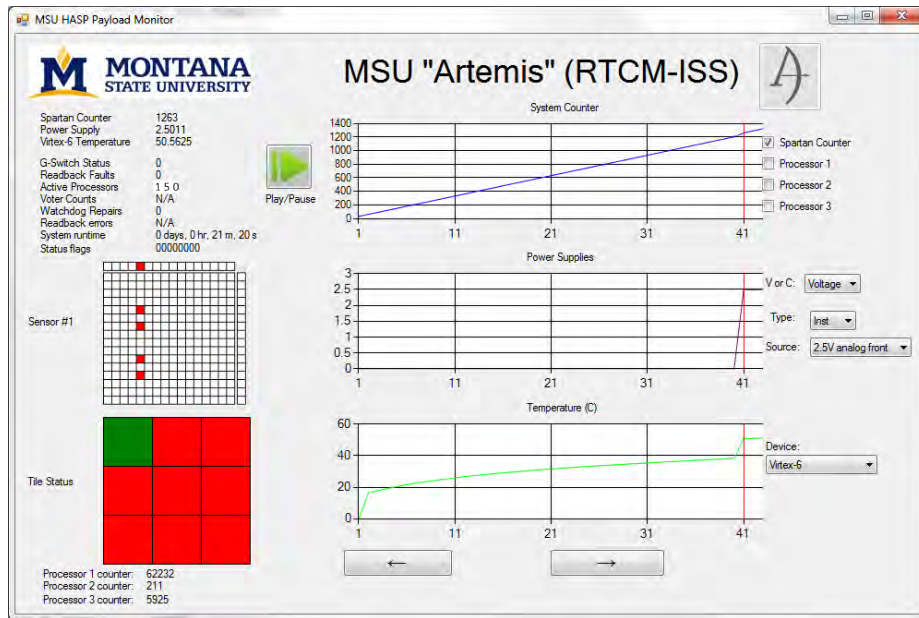 MSU HASP Payload Monitor
MONTANA
STATE UNIVERSITY
MSU "Artemis" (RTCM-ISS)
Spartan Counter 1263
Power Supply 2.5011
Virtex-6 Temperature 50.5625
G-Switch Status 0
Readback Faults 0
Active Processors 1 5 0
Voter Counts N/A
Watchdog Repairs 0
Readback errors N/A
System runtime 0 days, 0 hr, 21 m, 20 s
Status flags 00000000
Play/Pause
Sensor #1
Tile Status
Processor 1 counter: 62232
Processor 2 counter: 211
Processor 3 counter: 5925
System Counter
1400
1200
1000
800
600
400
200
0
1 11 21 31 41
Spartan Counter
Processor 1
Processor 2
Processor 3
Power Supplies
3
2.5
2
1.5
1
0.5
0
1 11 21 31 41
V or C: Voltage
Type: Inst
Source: 2.5V analog front
Temperature (C)
60
40
20
0
1 11 21 31 41
Device:
Virtex-6
← →